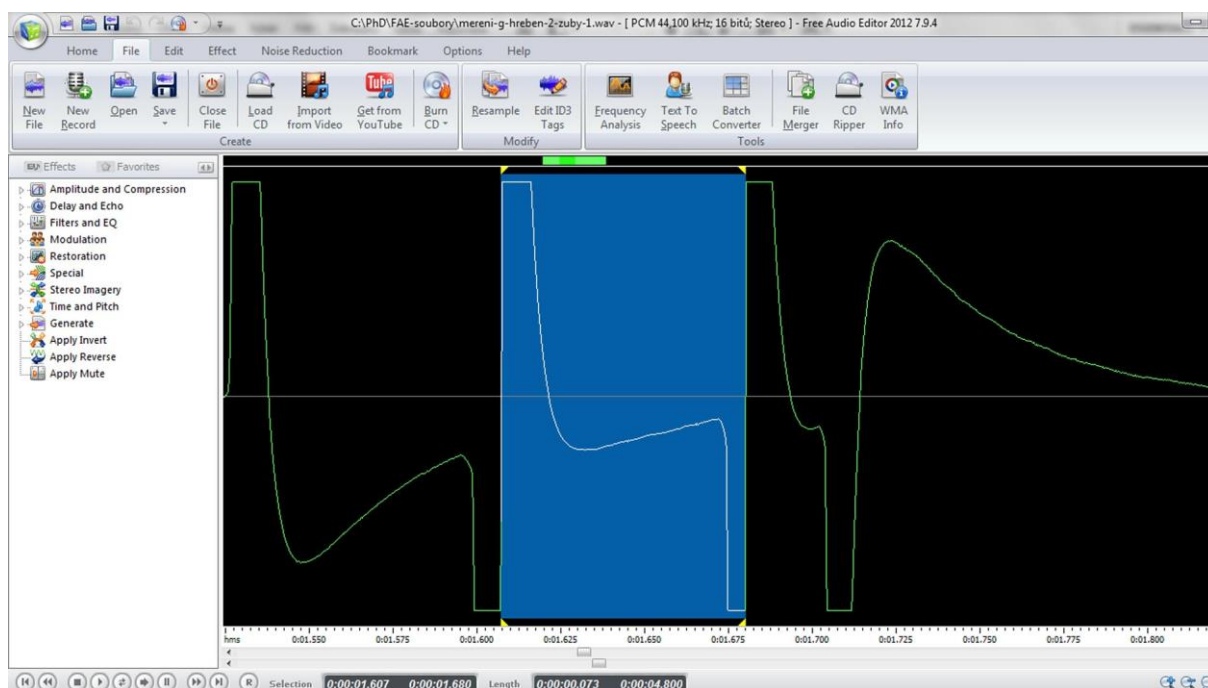 C:\PhD\FAE-soubory\mereni-g-hreben-2-zuby-1.wav - [ PCM 44,100 kHz; 16 bitů; Stereo ] - Free Audio Editor 2012 7.9.4
Home File Edit Effect Noise Reduction Bookmark Options Help
New File
New Record
Open
Save
Close File
Load CD
Import from Video
You Tube
Get from YouTube
Burn CD
Resample
Edit ID3 Tags
Frequency Analysis
Text To Speech
Batch Converter
File Merger
CD Ripper
WMA Info
Create Modify Tools
Effects Favorites
Amplitude and Compression
Delay and Echo
Filters and EQ
Modulation
Restoration
Special
Stereo Imagery
Time and Pitch
Generate
Apply Invert
Apply Reverse
Apply Mute
hms 0:01.550 0:01.575 0:01.600 0:01.625 0:01.650 0:01.675 0:01.700 0:01.725 0:01.750 0:01.775 0:01.800
R Selection 0:00:01.607 0:00:01.680 Length 0:00:00.073 0:00:04.800